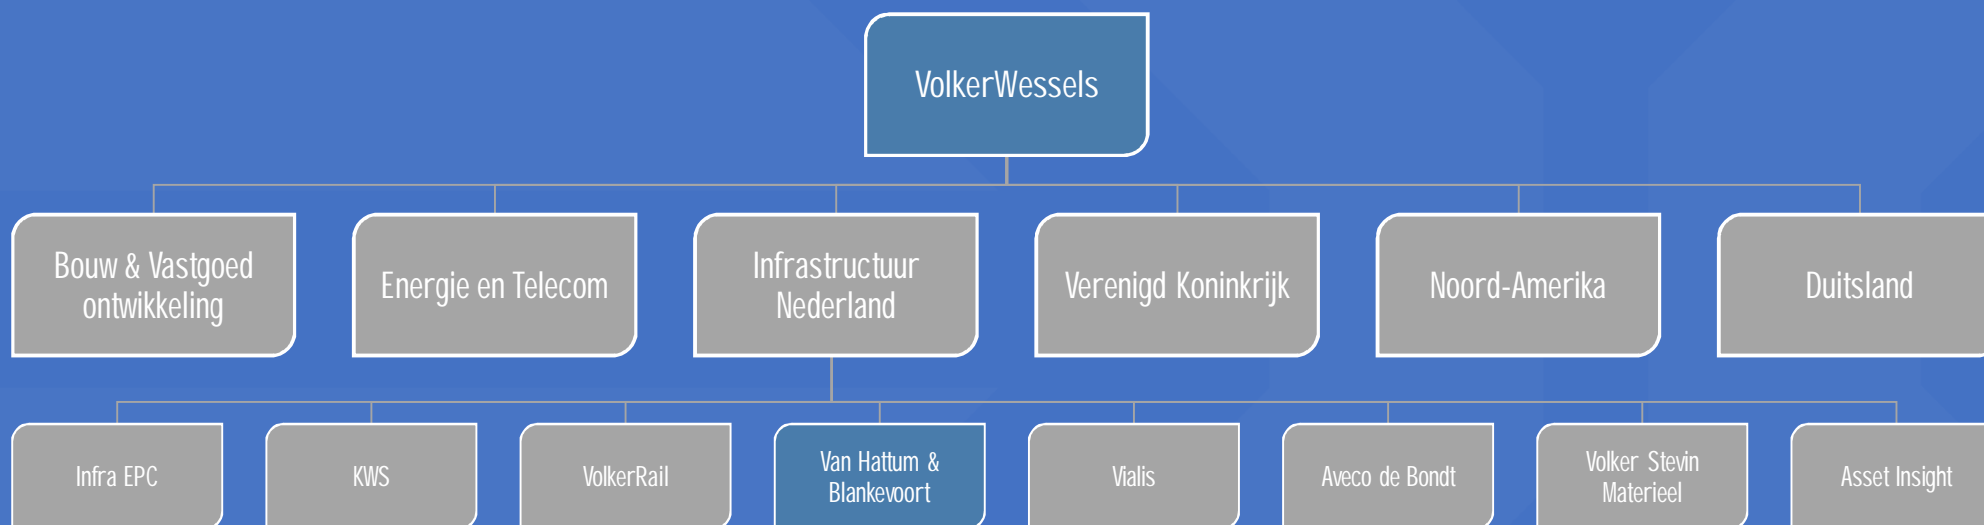 VolkerWessels
Bouw & Vastgoed
ontwikkeling
Energie en Telecom
Infrastructuur
Nederland
Verenigd Koninkrijk
Noord-Amerika
Duitsland
Infra EPC
KWS
VolkerRail
Van Hattum &
Blankevoort
Vialis
Aveco de Bondt
Volker Stevin
Materieel
Asset Insight